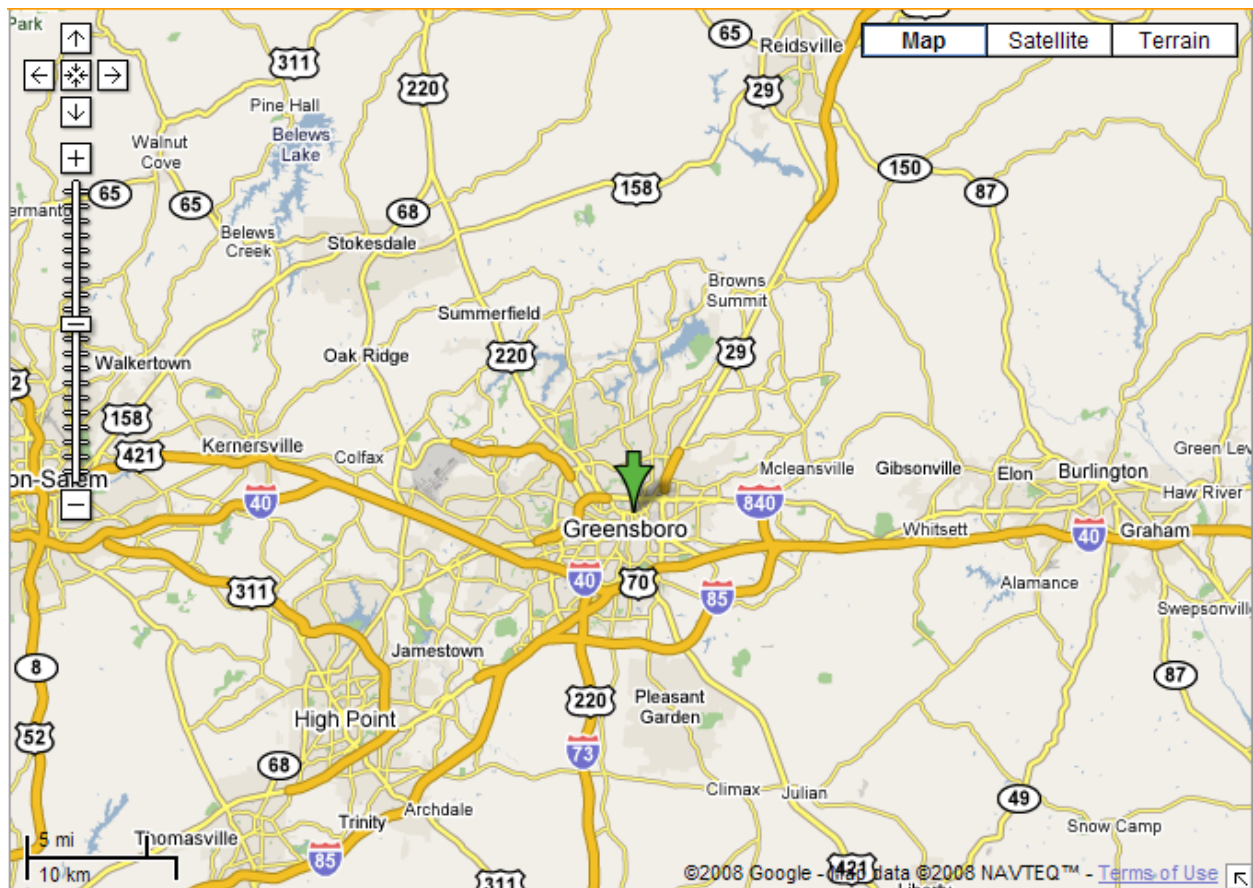 Park
65
Reidsville
Map
Satellite
Terrain
311
220
29
Pine Hall
Belews
Lake
Walnut
Cove
150
65
158
87
65
68
Belews
Creek
Stokesdale
Browns
Summit
Summerfield
220
29
Oak Ridge
Walkertown
158
421
Kernersville
Colfax
Mcleansville
Gibsonville
Elon
Burlington
on-Salem
40
840
Haw River
Greensboro
Whitsett
40
Graham
40
70
85
Alamance
311
Swepsonville
Jamestown
8
87
220
Pleasant
Garden
High Point
52
73
68
Climax
Julian
49
Archdale
Trinity
Snow Camp
5 mi
Thomasville
85
10 km
311
421
©2008 Google - Map data ©2008 NAVTEQ™ - Terms of Use